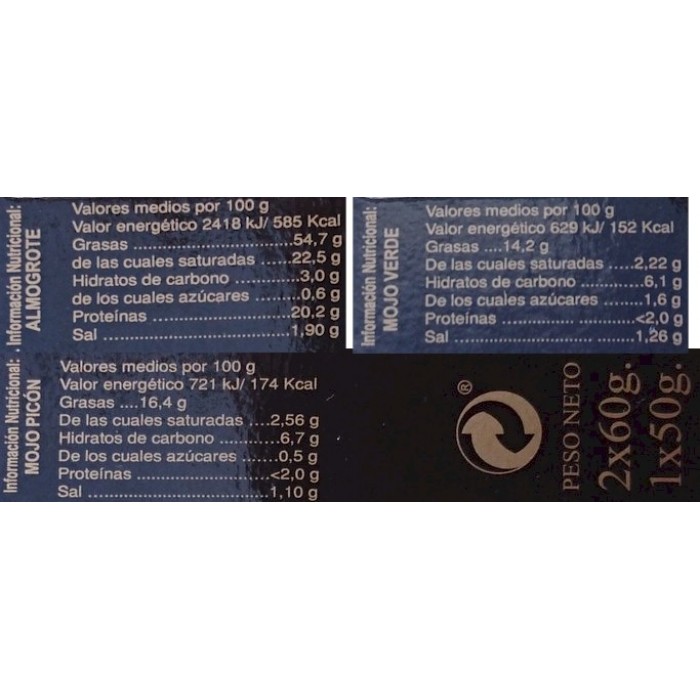 . Información Nutricional:
ALMOGROTE
Valores medios por 100 g
Valor energético 2418 kJ/ 585 Kcal
Grasas ........................54,7 g
de las cuales saturadas .....22,5 g
Hidratos de carbono ..........3,0 g
de los cuales azúcares .......0,6 g
Proteínas ....................20,2 g
Sal ..........................1,90 g
Información Nutricional:
MOJO VERDE
Valores medios por 100 g
Valor energético 629 kJ/ 152 Kcal
Grasas ....14,2 g
De las cuales saturadas .....2,22 g
Hidratos de carbono ..........6,1 g
De los cuales azúcares .......1,6 g
Proteínas ...................<2,0 g
Sal ..........................1,26 g
Información Nutricional:
MOJO PICÓN
Valores medios por 100 g
Valor energético 721 kJ/ 174 Kcal
Grasas ....16,4 g
De las cuales saturadas .....2,56 g
Hidratos de carbono ..........6,7 g
De los cuales azúcares .......0,5 g
Proteínas ...................<2,0 g
Sal ..........................1,10 g
®
PESO NETO
2x60g.
1x50g.